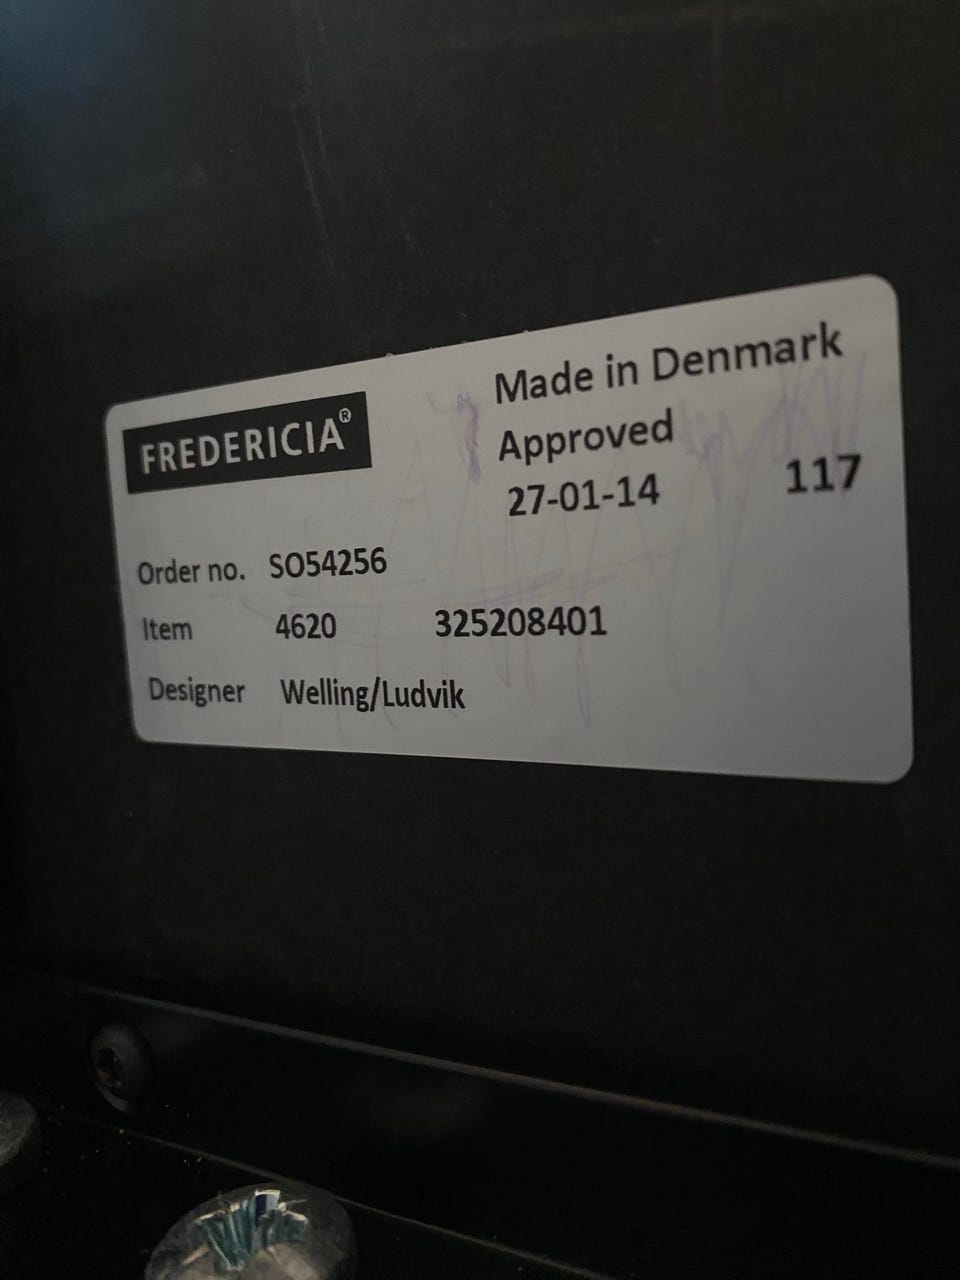 FREDERICIA®
Made in Denmark
Approved
27-01-14 117
Order no. SO54256
Item 4620 325208401
Designer Welling/Ludvik